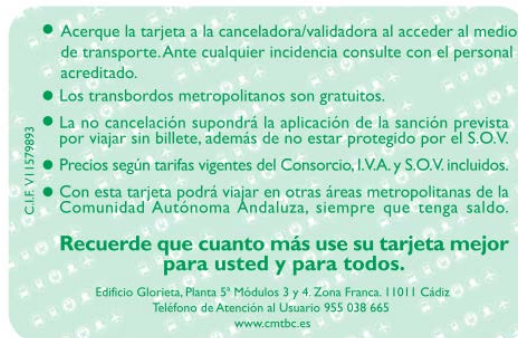 ● Acerque la tarjeta a la canceladora/validadora al acceder al medio
de transporte. Ante cualquier incidencia consulte con el personal
acreditado.
● Los transbordos metropolitanos son gratuitos.
● La no cancelación supondrá la aplicación de la sanción prevista
por viajar sin billete, además de no estar protegido por el S.O.V.
● Precios según tarifas vigentes del Consorcio, I.V.A. y S.O.V. incluidos.
● Con esta tarjeta podrá viajar en otras áreas metropolitanas de la
Comunidad Autónoma Andaluza, siempre que tenga saldo.
Recuerde que cuanto más use su tarjeta mejor
para usted y para todos.
Edificio Glorieta, Planta 5ª Módulos 3 y 4. Zona Franca. 11011 Cádiz
Teléfono de Atención al Usuario 955 038 665
www.cmtbc.es
C.I.F. V11579893